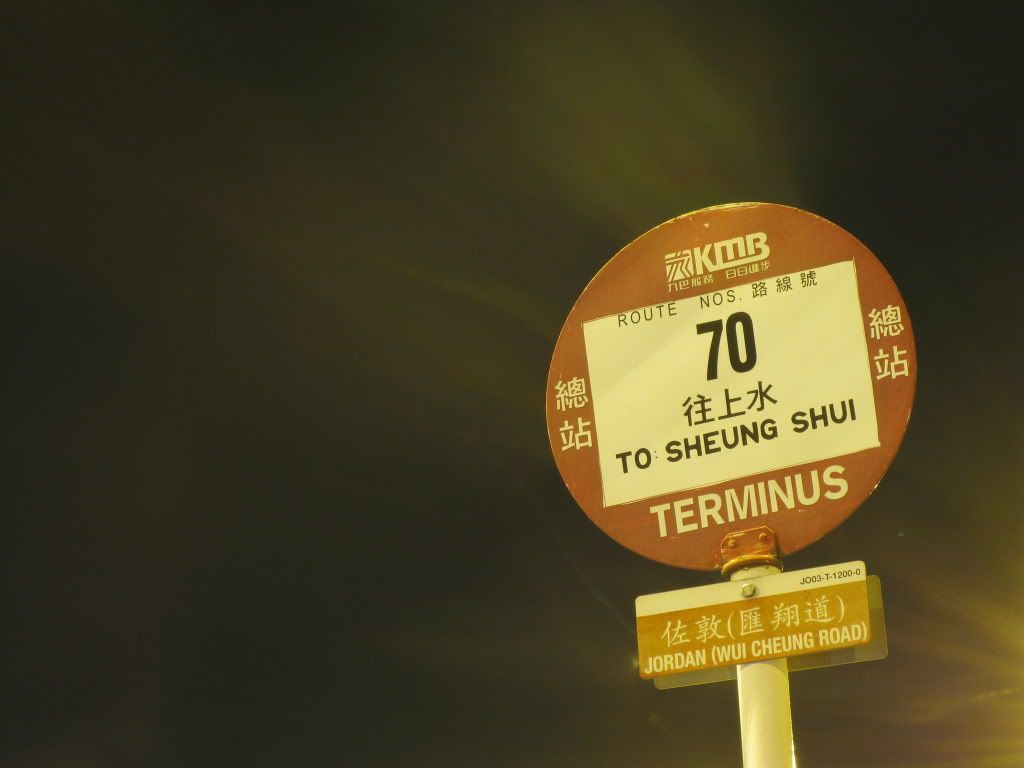 KMB
九巴服務 日日進步
ROUTE NOS. 路線號
70
往上水
TO: SHEUNG SHUI
總站
總站
TERMINUS
JO03-T-1200-0
佐敦(匯翔道)
JORDAN (WUI CHEUNG ROAD)